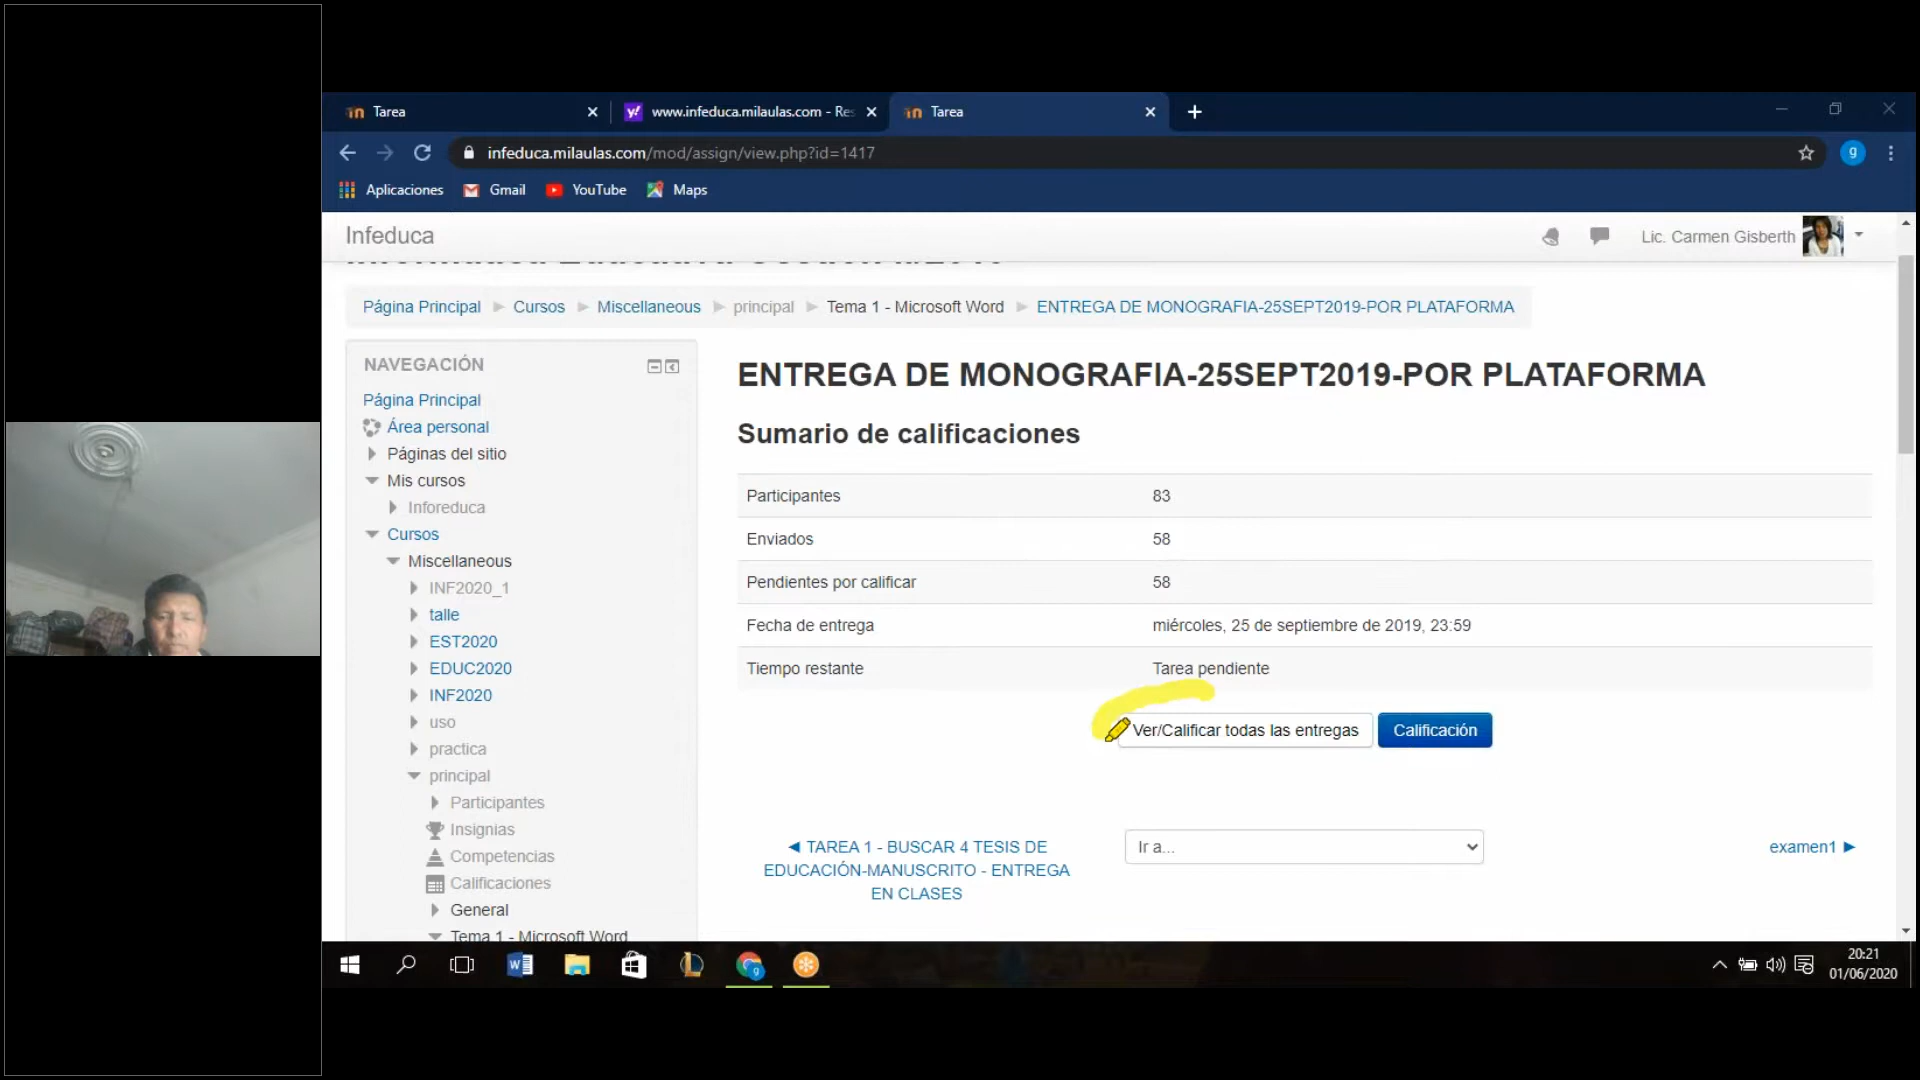 Tarea
www.infeduca.milaulas.com - Res
Tarea
infeduca.milaulas.com/mod/assign/view.php?id=1417
g
Aplicaciones
Gmail
YouTube
Maps
Infeduca
Lic. Carmen Gisberth
Página Principal
Cursos
Miscellaneous
principal
Tema 1 - Microsoft Word
ENTREGA DE MONOGRAFIA-25SEPT2019-POR PLATAFORMA
NAVEGACIÓN
Página Principal
Área personal
Páginas del sitio
Mis cursos
Inforeduca
Cursos
Miscellaneous
INF2020_1
talle
EST2020
EDUC2020
INF2020
uso
practica
principal
Participantes
Insignias
Competencias
Calificaciones
General
Tema 1 - Microsoft Word
ENTREGA DE MONOGRAFIA-25SEPT2019-POR PLATAFORMA
Sumario de calificaciones
Participantes 83
Enviados 58
Pendientes por calificar 58
Fecha de entrega miércoles, 25 de septiembre de 2019, 23:59
Tiempo restante Tarea pendiente
Ver/Calificar todas las entregas
Calificación
◄ TAREA 1 - BUSCAR 4 TESIS DE
EDUCACIÓN-MANUSCRITO - ENTREGA
EN CLASES
Ir a...
examen1 ►
20:21
01/06/2020